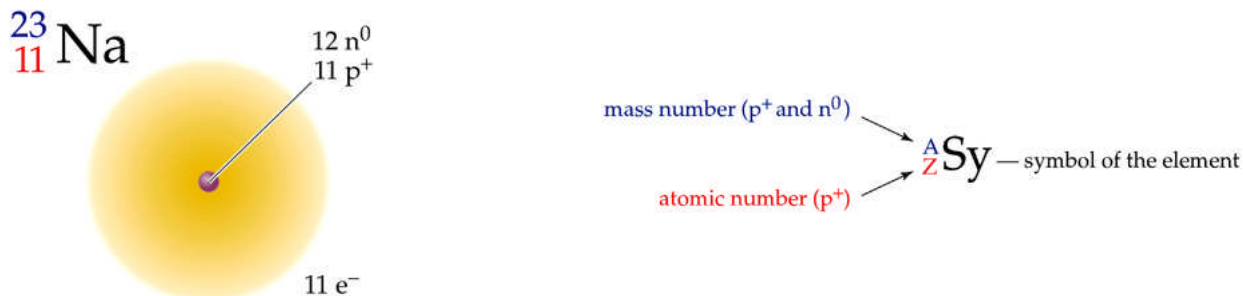 23
11 Na
12 n⁰
11 p⁺
11 e⁻
mass number (p⁺ and n⁰)
A
Z Sy — symbol of the element
atomic number (p⁺)